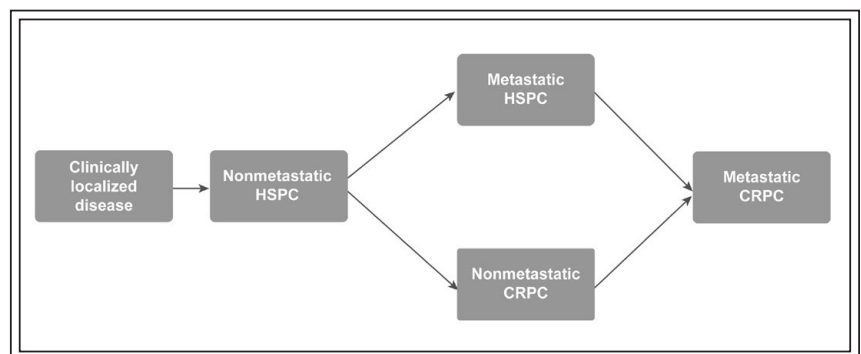 Clinically
localized
disease
Nonmetastatic
HSPC
Metastatic
HSPC
Nonmetastatic
CRPC
Metastatic
CRPC